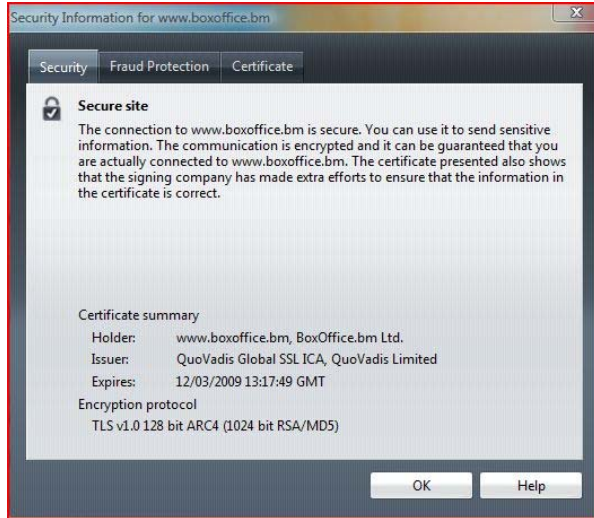 Security Information for www.boxoffice.bm
Security Fraud Protection Certificate
Secure site
The connection to www.boxoffice.bm is secure. You can use it to send sensitive
information. The communication is encrypted and it can be guaranteed that you
are actually connected to www.boxoffice.bm. The certificate presented also shows
that the signing company has made extra efforts to ensure that the information in
the certificate is correct.
Certificate summary
Holder: www.boxoffice.bm, BoxOffice.bm Ltd.
Issuer: QuoVadis Global SSL ICA, QuoVadis Limited
Expires: 12/03/2009 13:17:49 GMT
Encryption protocol
TLS v1.0 128 bit ARC4 (1024 bit RSA/MD5)
OK Help